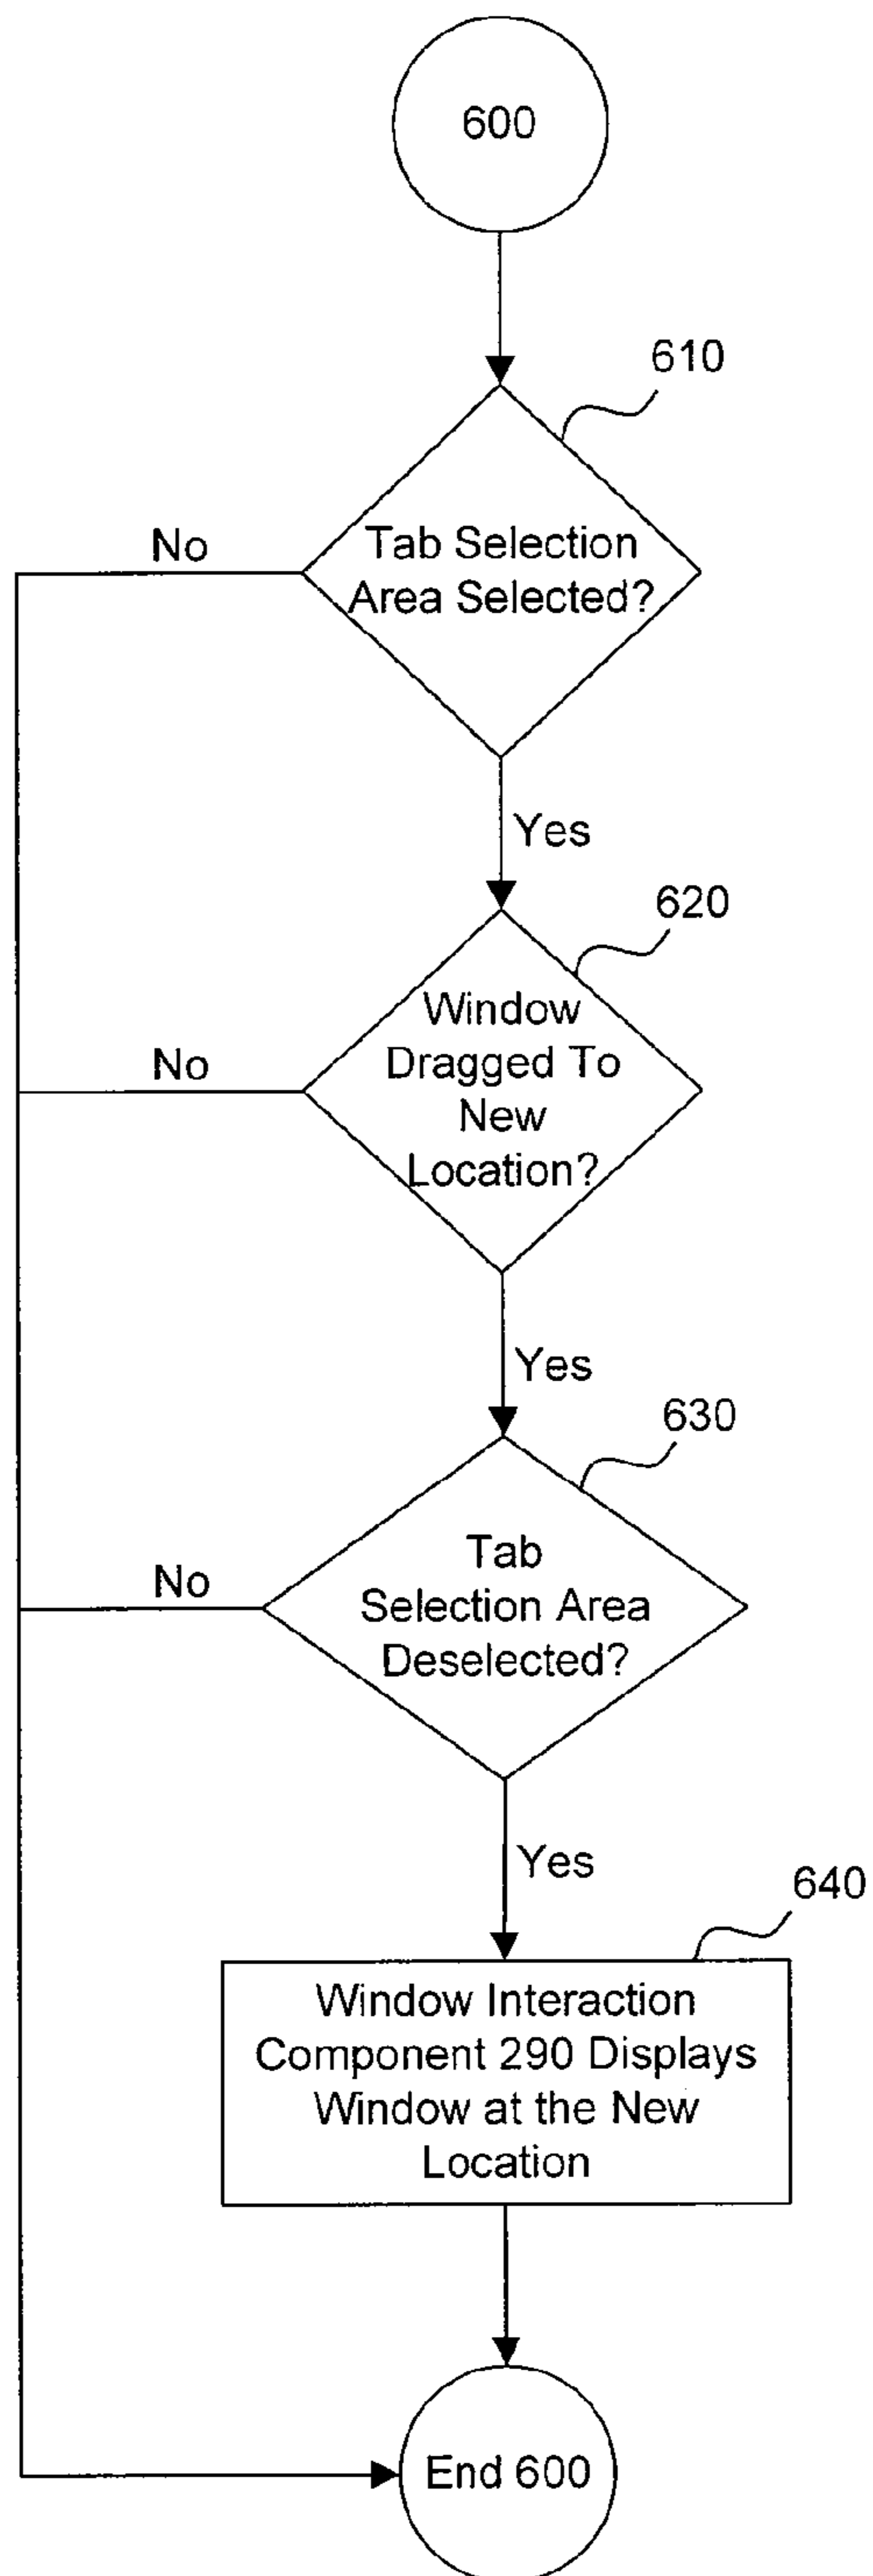 600
610
Tab Selection
Area Selected?
No
Yes
620
Window
Dragged To
New
Location?
No
Yes
630
Tab
Selection Area
Deselected?
No
Yes
640
Window Interaction
Component 290 Displays
Window at the New
Location
End 600